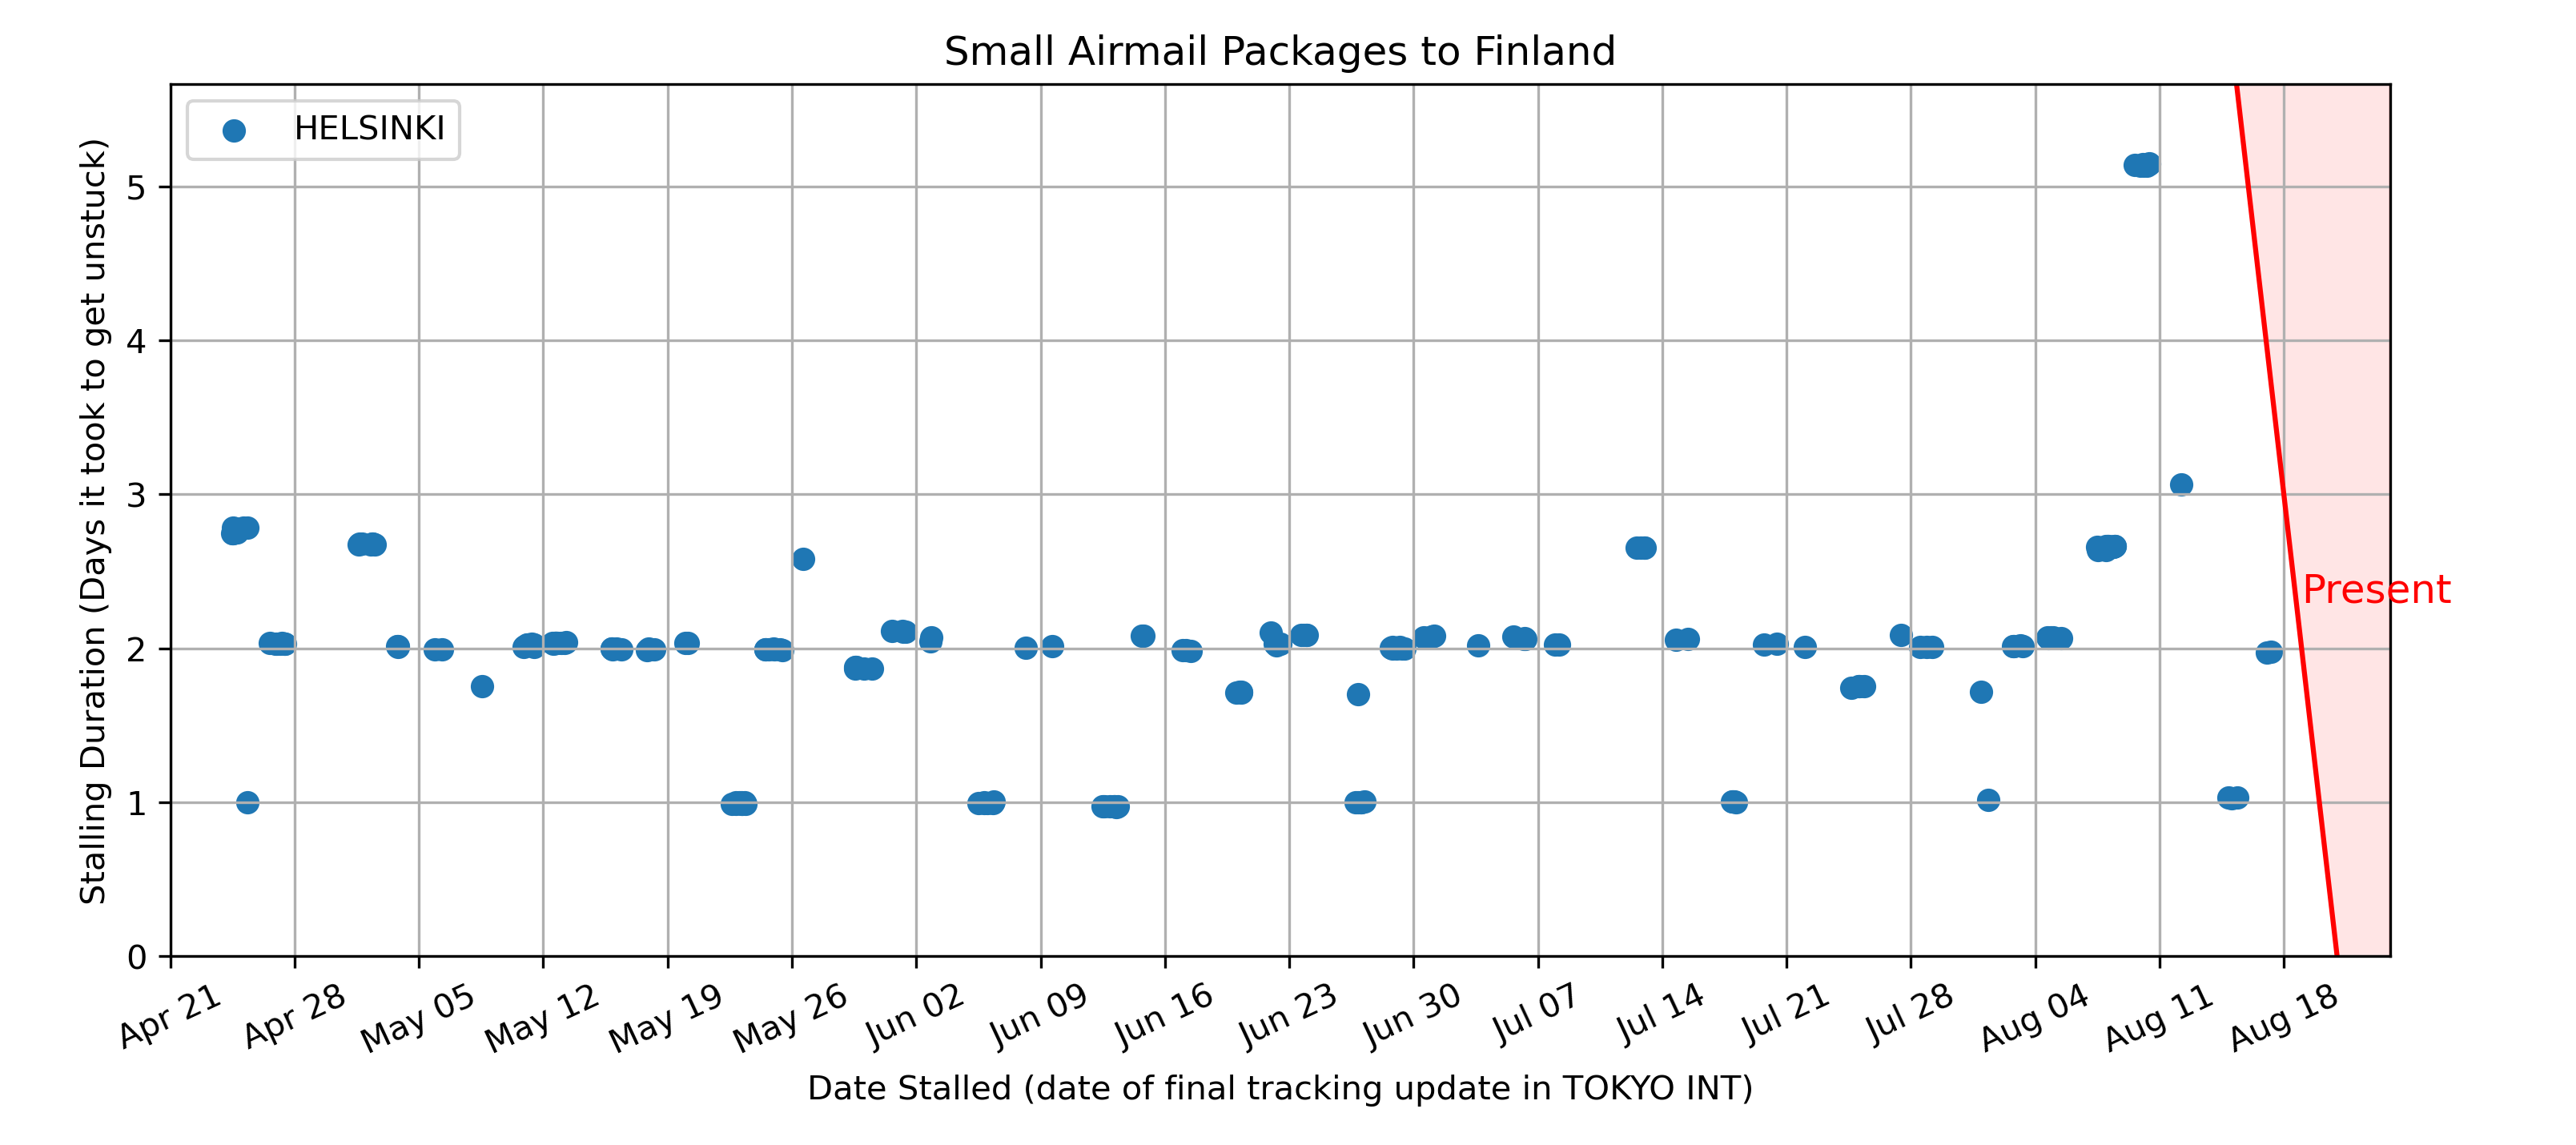 Small Airmail Packages to Finland
HELSINKI
Stalling Duration (Days it took to get unstuck)
5
4
3
2
1
0
Present
Apr 21
Apr 28
May 05
May 12
May 19
May 26
Jun 02
Jun 09
Jun 16
Jun 23
Jun 30
Jul 07
Jul 14
Jul 21
Jul 28
Aug 04
Aug 11
Aug 18
Date Stalled (date of final tracking update in TOKYO INT)